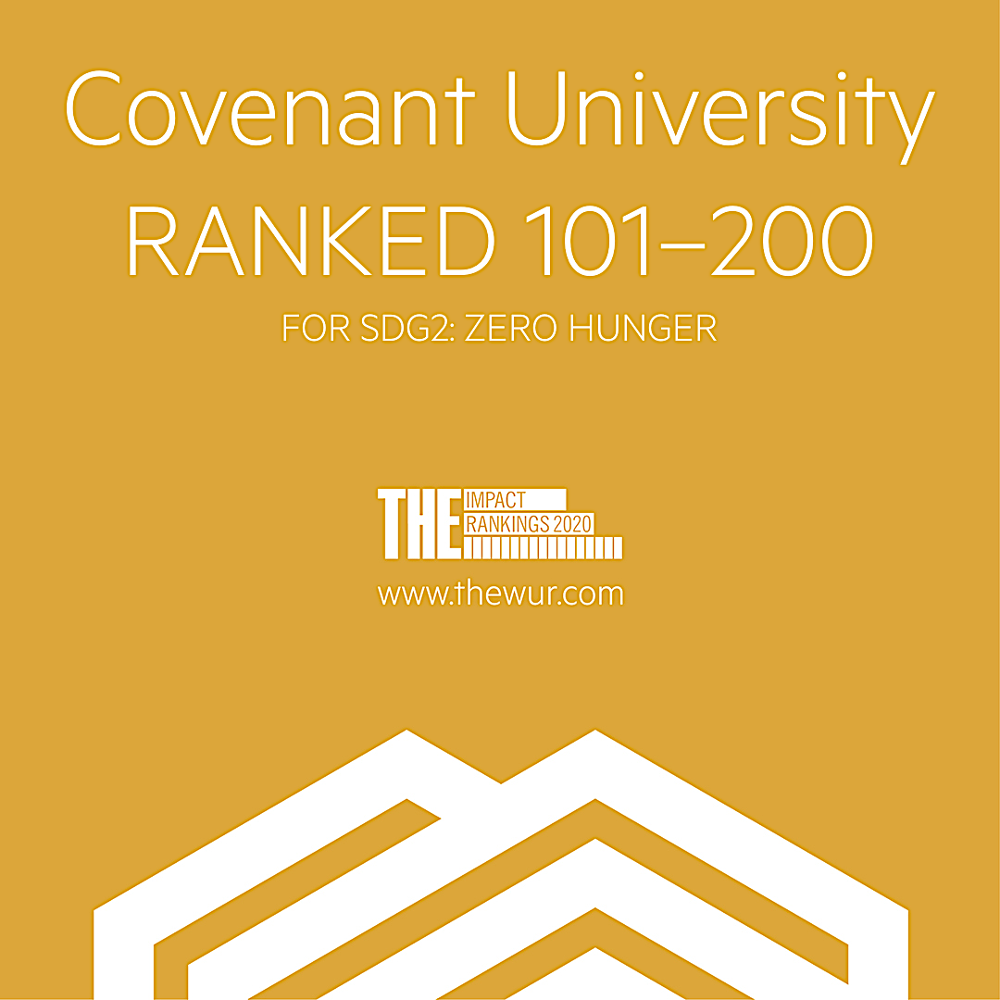 Covenant University
RANKED 101–200
FOR SDG2: ZERO HUNGER
THE IMPACT
RANKINGS 2020
www.thewur.com